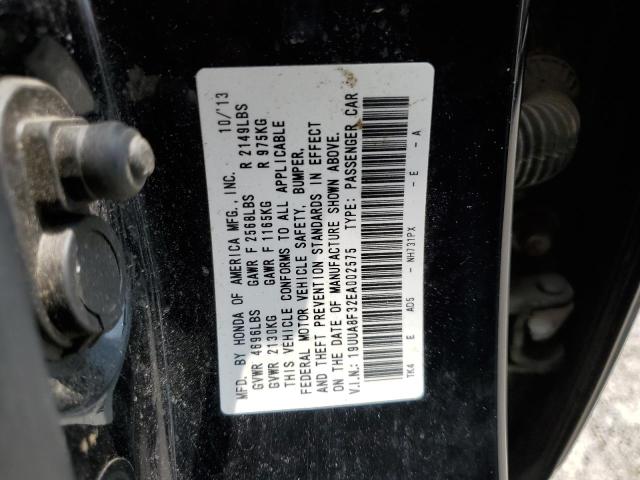 MFD. BY HONDA OF AMERICA MFG., INC. 10/'13
GVWR 4696LBS GAWR F 2568LBS R 2149LBS
GVWR 2130KG GAWR F 1165KG R 975KG
THIS VEHICLE CONFORMS TO ALL APPLICABLE
FEDERAL MOTOR VEHICLE SAFETY, BUMPER,
AND THEFT PREVENTION STANDARDS IN EFFECT
ON THE DATE OF MANUFACTURE SHOWN ABOVE.
V.I.N.: 19UUA8F32EA002575 TYPE: PASSENGER CAR
TK4 E AD5 - NH731PX - E - A